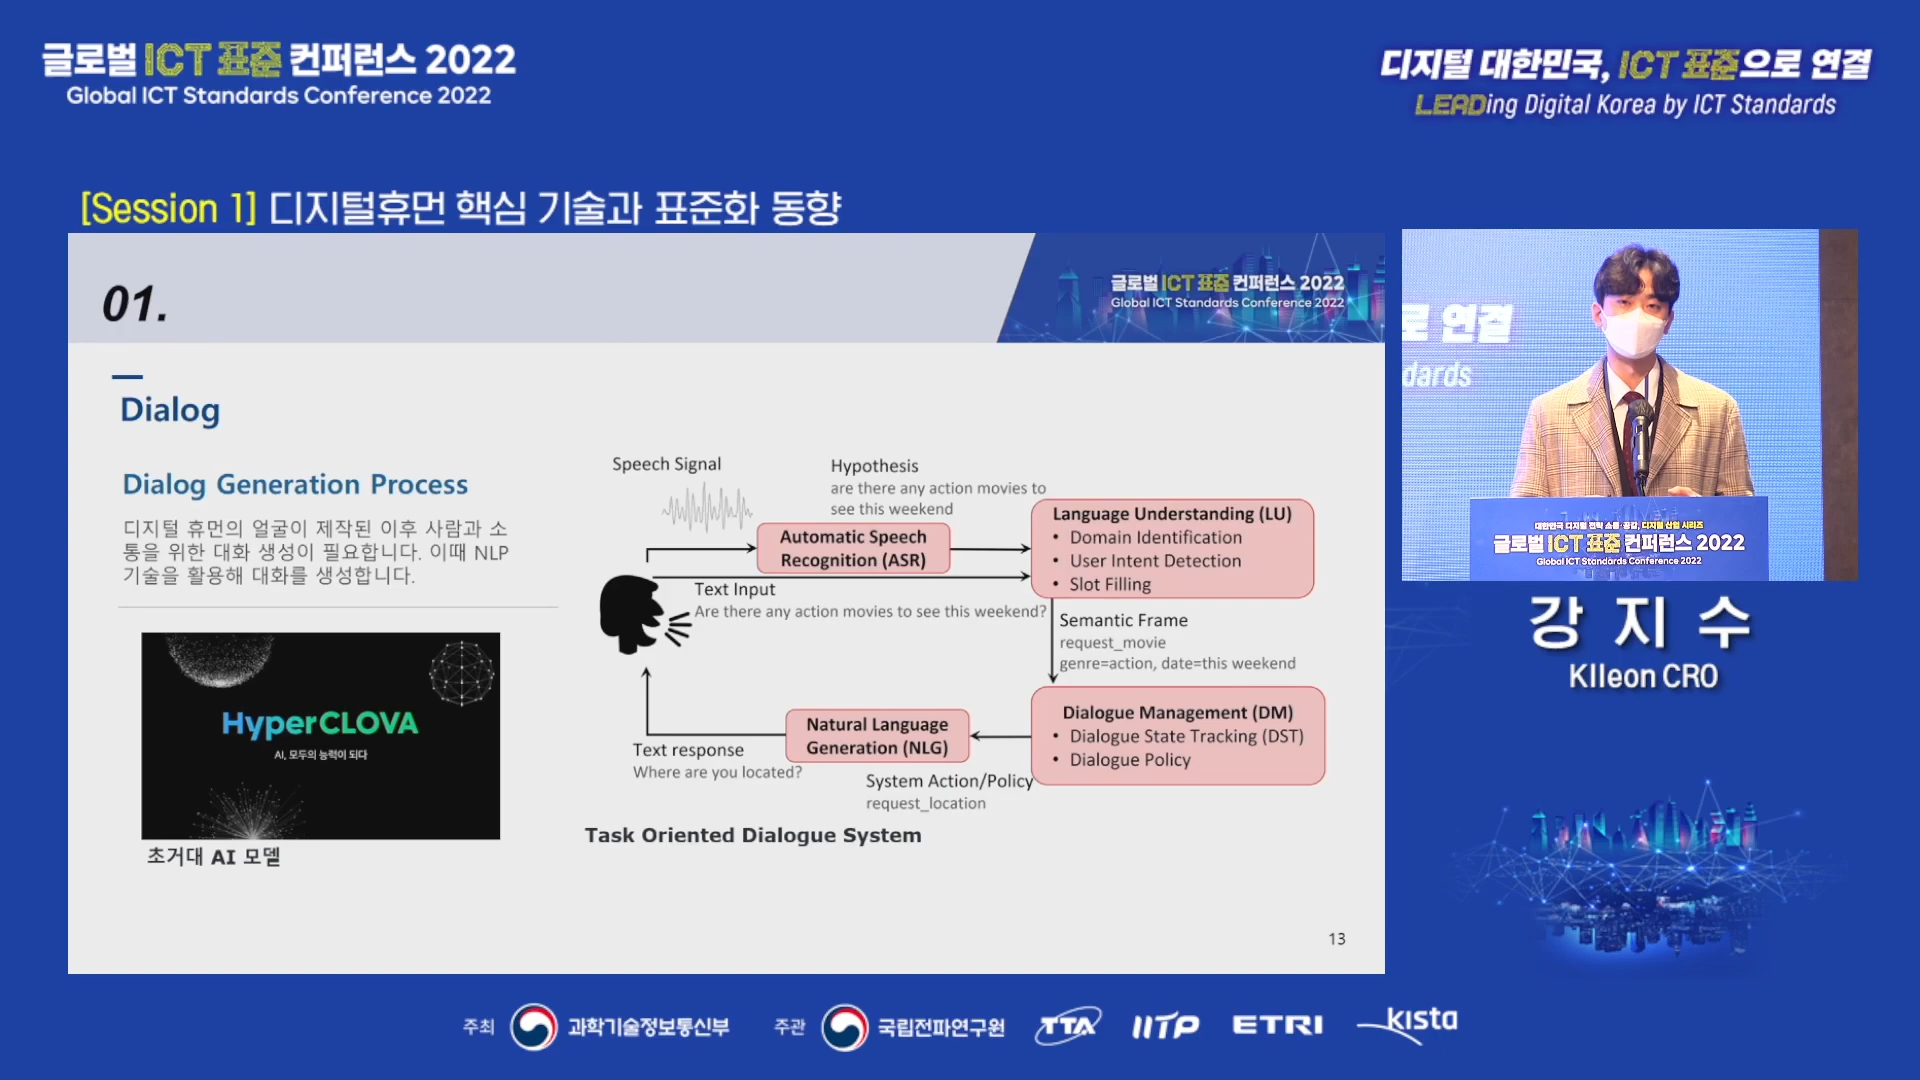 글로벌 ICT 표준 컨퍼런스 2022
Global ICT Standards Conference 2022
디지털 대한민국, ICT 표준으로 연결
LEADing Digital Korea by ICT Standards
[Session 1] 디지털휴먼 핵심 기술과 표준화 동향
01.
글로벌 ICT 표준 컨퍼런스 2022
Global ICT Standards Conference 2022
Dialog
Dialog Generation Process
디지털 휴먼의 얼굴이 제작된 이후 사람과 소
통을 위한 대화 생성이 필요합니다. 이때 NLP
기술을 활용해 대화를 생성합니다.
HyperCLOVA
AI, 모두의 능력이 되다
초거대 AI 모델
Speech Signal
Hypothesis
are there any action movies to
see this weekend
Automatic Speech
Recognition (ASR)
Language Understanding (LU)
• Domain Identification
• User Intent Detection
• Slot Filling
Text Input
Are there any action movies to see this weekend?
Semantic Frame
request_movie
genre=action, date=this weekend
Dialogue Management (DM)
• Dialogue State Tracking (DST)
• Dialogue Policy
Natural Language
Generation (NLG)
Text response
Where are you located?
System Action/Policy
request_location
Task Oriented Dialogue System
13
로 연결
dards
대한민국 디지털 전략 소통·공감, 디지털 산업 시리즈
글로벌 ICT 표준 컨퍼런스 2022
Global ICT Standards Conference 2022
강 지 수
Klleon CRO
주최 과학기술정보통신부 주관 국립전파연구원 TTA IITP ETRI kista